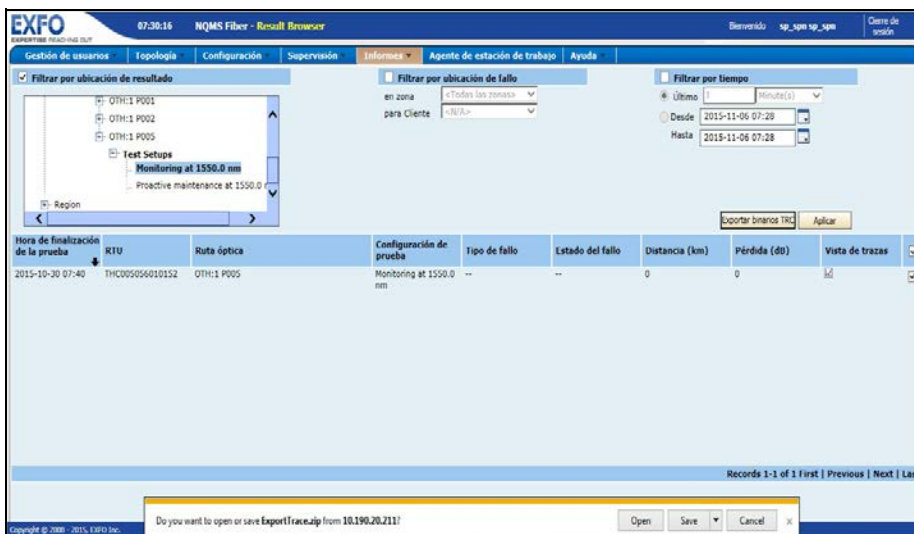 EXFO
EXPERTISE REACHING OUT
07:30:16
NQMS Fiber - Result Browser
Bienvenido sp_spn sp_spn
Cierre de sesión
Gestión de usuarios Topología Configuración Supervisión Informes Agente de estación de trabajo Ayuda
Filtrar por ubicación de resultado
OTH:1 P001
OTH:1 P002
OTH:1 P005
Test Setups
Monitoring at 1550.0 nm
Proactive maintenance at 1550.0
Region
Filtrar por ubicación de fallo
en zona <Todas las zonas>
para Cliente <N/A>
Filtrar por tiempo
Último 1 Minute(s)
Desde 2015-11-06 07:28
Hasta 2015-11-06 07:28
Exportar binarios TRC Aplicar
Hora de finalización de la prueba RTU Ruta óptica Configuración de prueba Tipo de fallo Estado del fallo Distancia (km) Pérdida (dB) Vista de trazas
2015-10-30 07:40 THC005056010152 OTH:1 P005 Monitoring at 1550.0 nm -- -- 0 0
Records 1-1 of 1 First | Previous | Next | Las
Do you want to open or save ExportTrace.zip from 10.190.20.211?
Open Save Cancel
Copyright © 2008 - 2015, EXFO Inc.